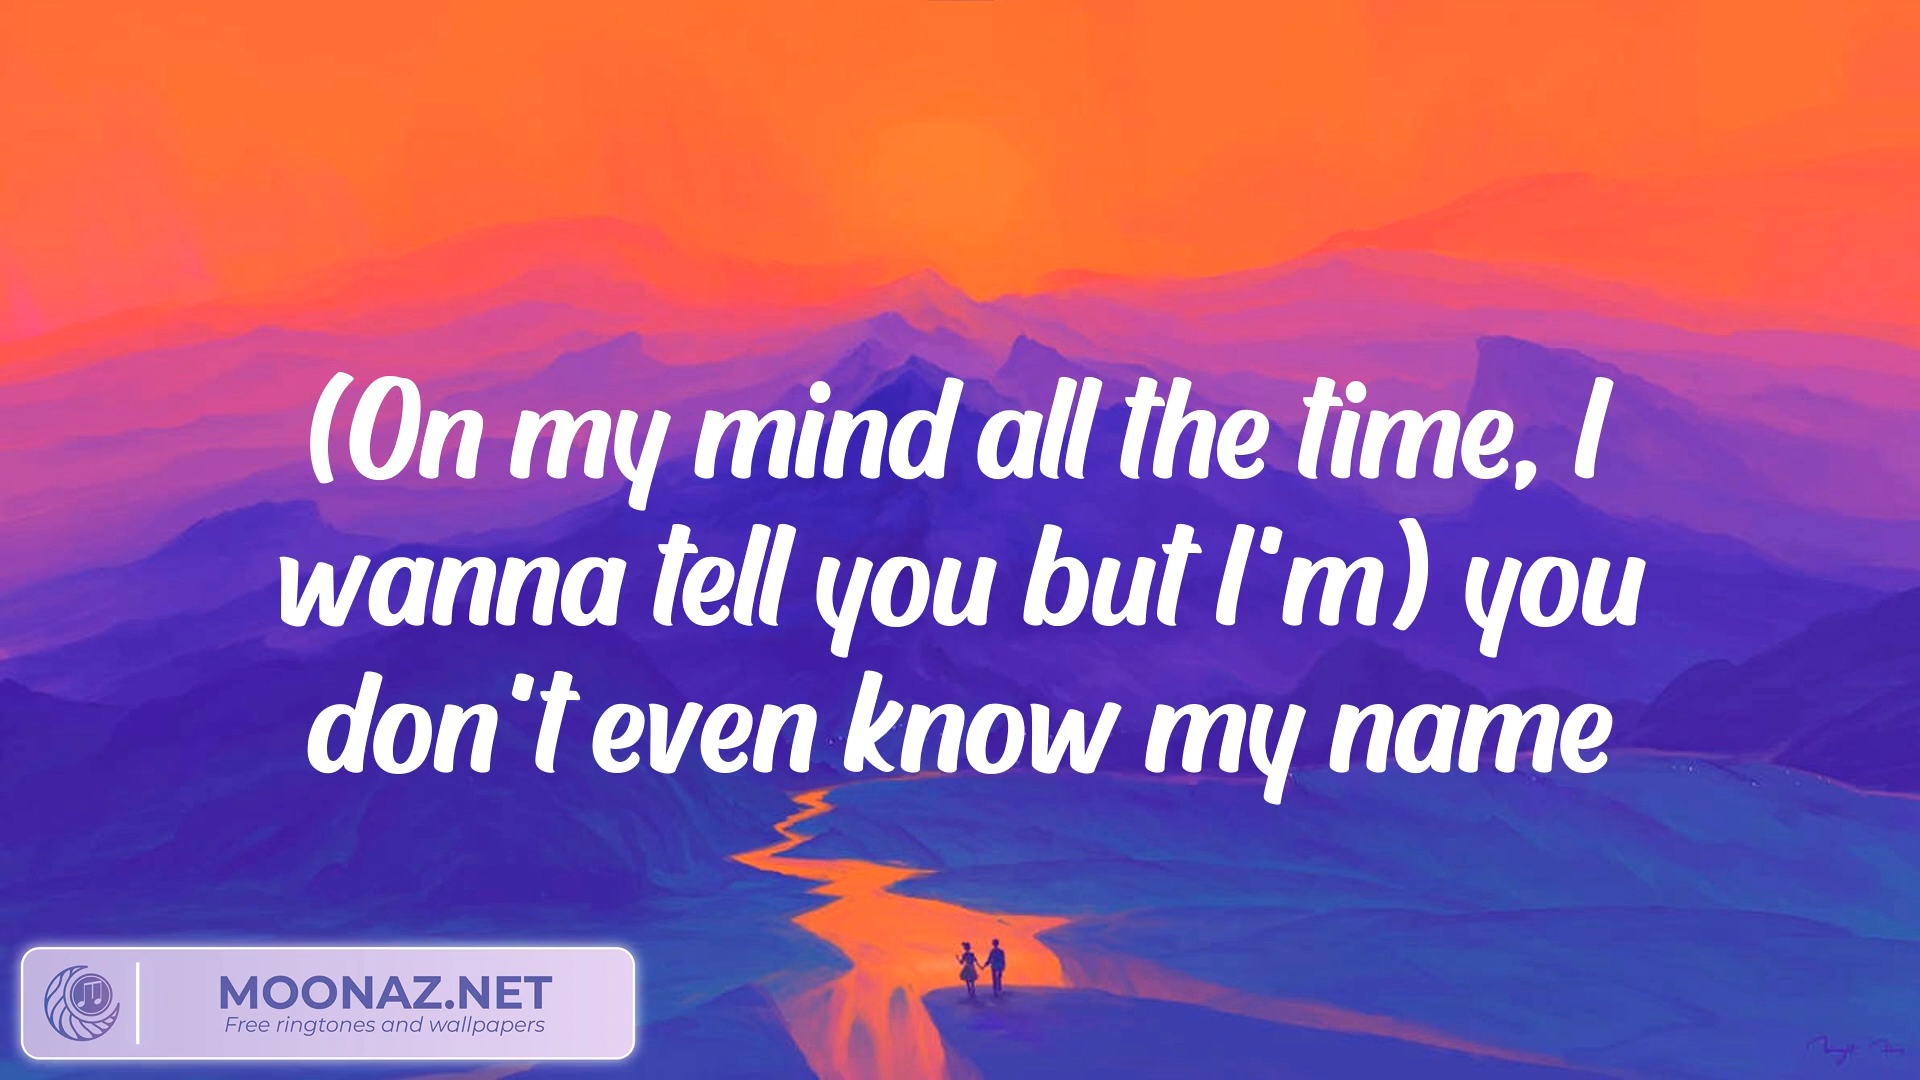 (On my mind all the time, I
wanna tell you but I'm) you
don't even know my name
MOONAZ.NET
Free ringtones and wallpapers